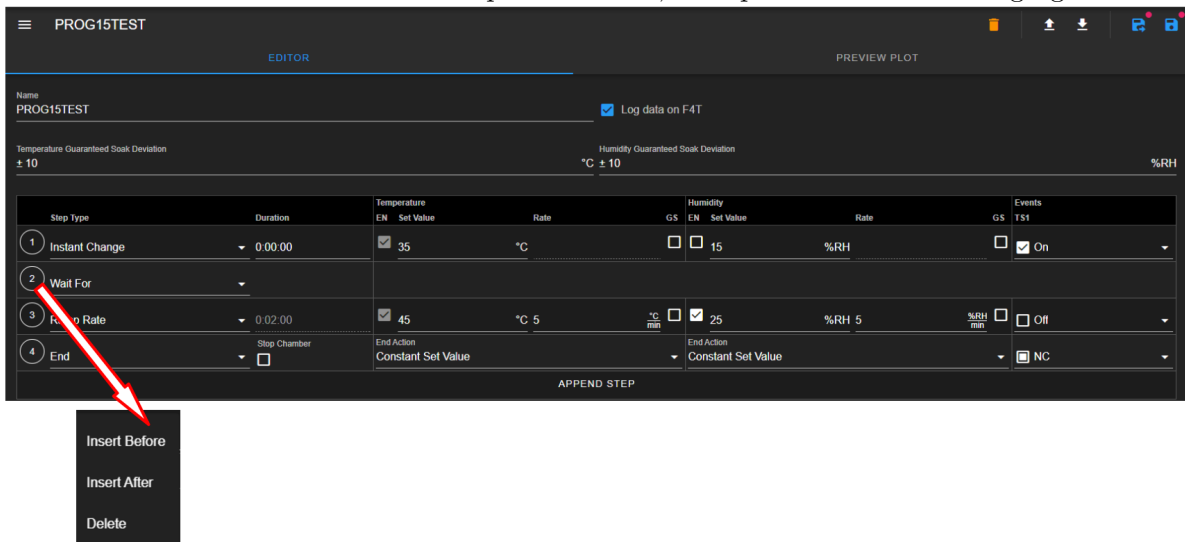 PROG15TEST
EDITOR PREVIEW PLOT
Name
PROG15TEST
Log data on F4T
Temperature Guaranteed Soak Deviation Humidity Guaranteed Soak Deviation
± 10 °C ± 10 %RH
Temperature Humidity Events
Step Type Duration EN Set Value Rate GS EN Set Value Rate GS TS1
1 Instant Change 0:00:00 35 °C 15 %RH On
2 Wait For
3 Rate 0:02:00 45 °C 5 °C/min 25 %RH 5 %RH/min Off
Stop Chamber End Action End Action
4 End Constant Set Value Constant Set Value NC
APPEND STEP
Insert Before
Insert After
Delete